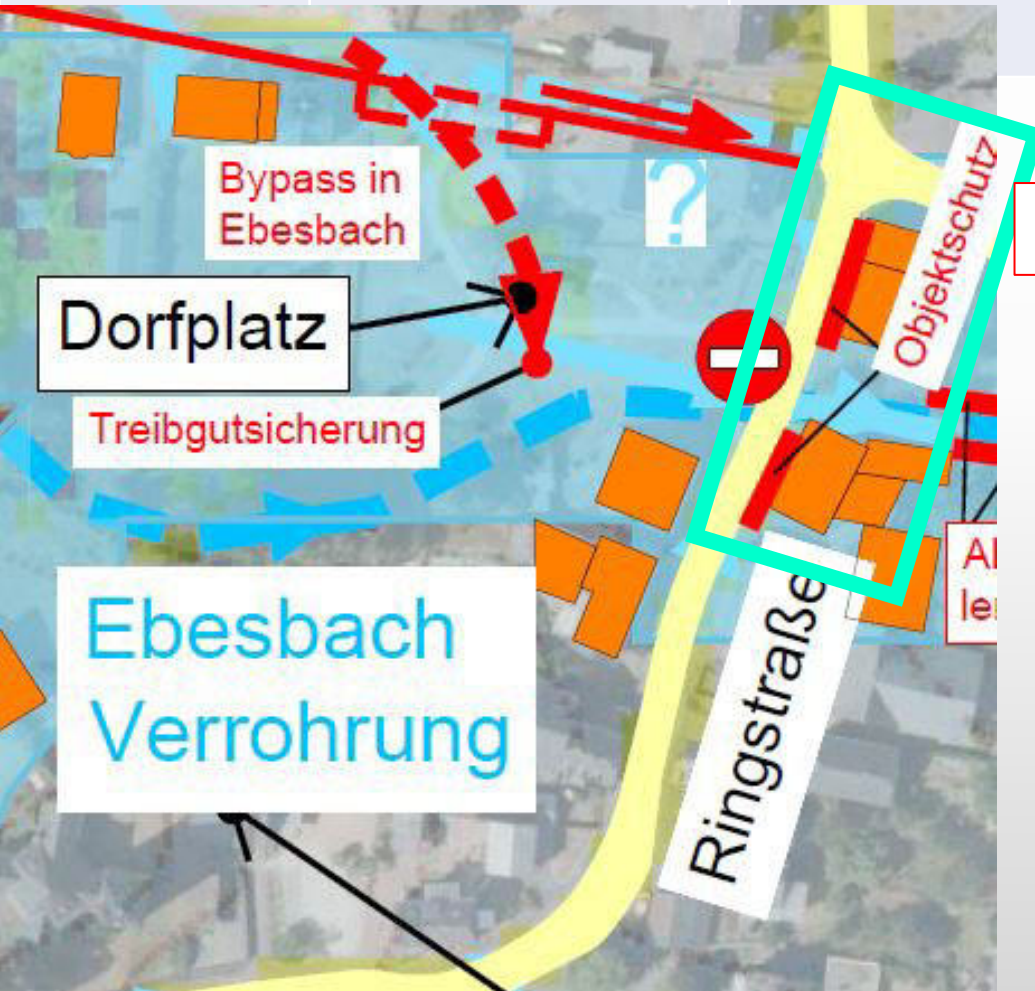 Bypass in
Ebesbach
?
Objektschutz
Dorfplatz
Treibgutsicherung
Ebesbach
Verrohrung
Ringstraße